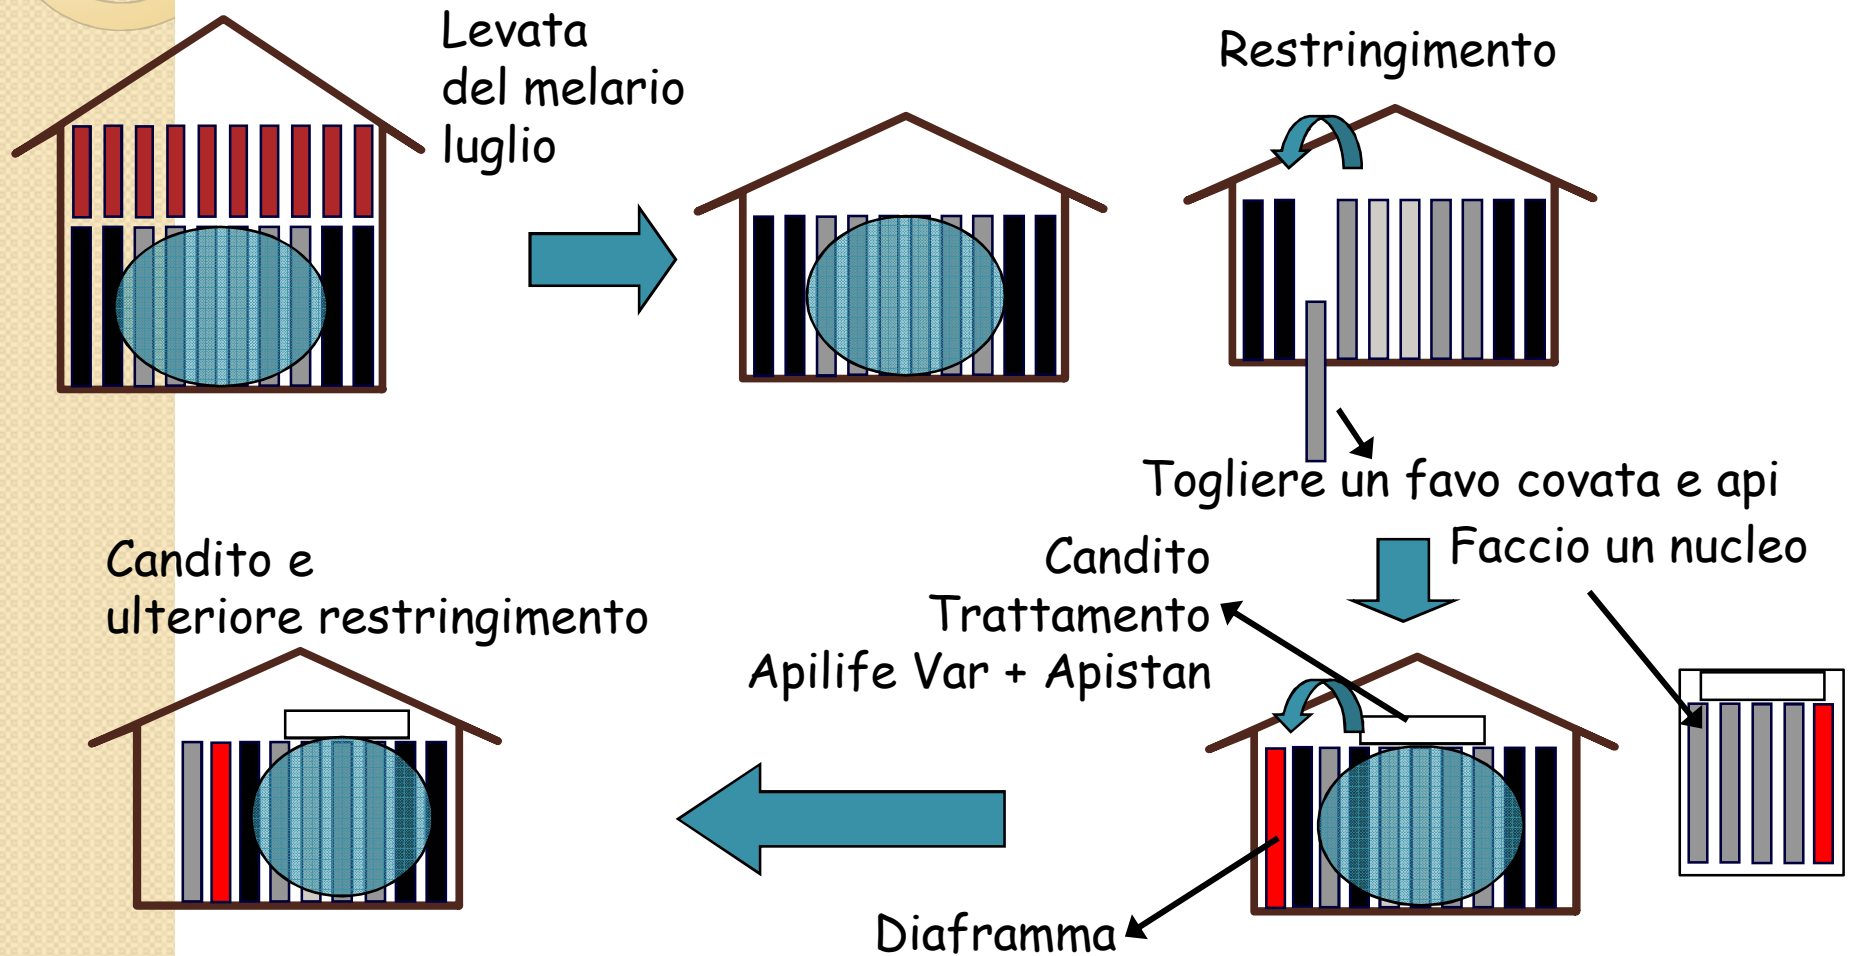 Levata
del melario
luglio
Restringimento
Togliere un favo covata e api
Faccio un nucleo
Candito
Trattamento
Apilife Var + Apistan
Candito e
ulteriore restringimento
Diaframma